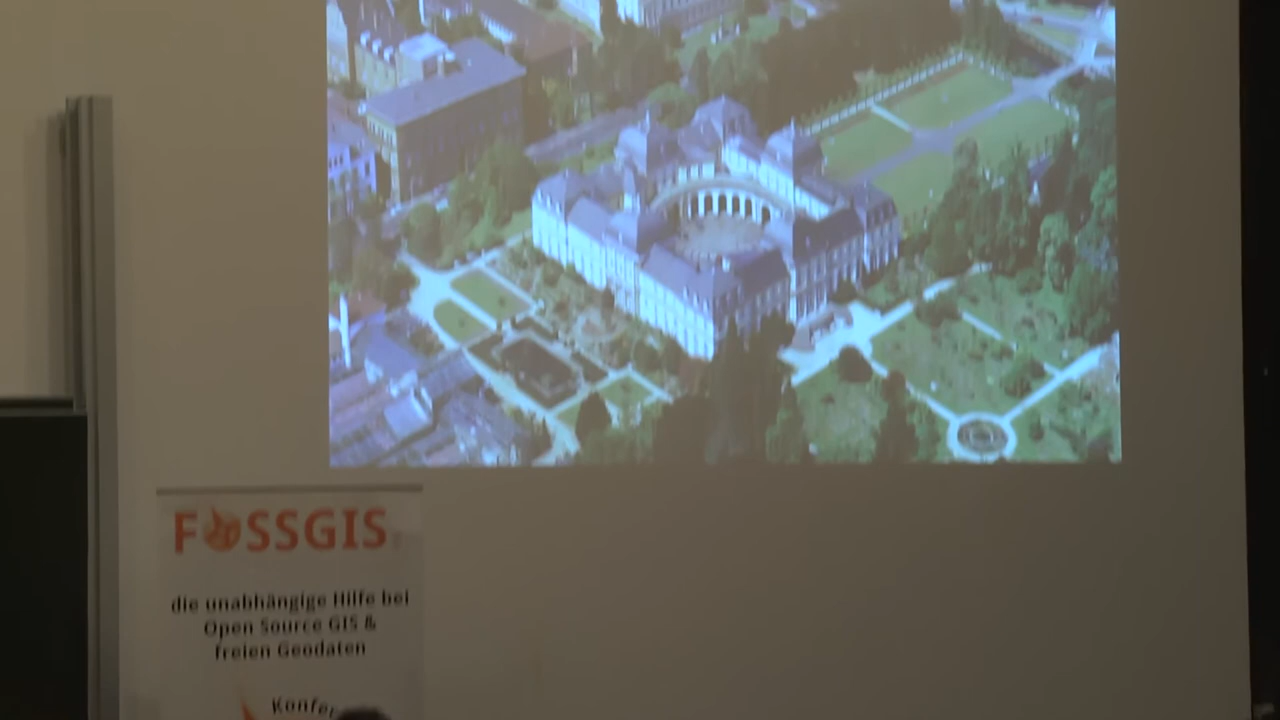 FOSSGIS
die unabhängige Hilfe bei
Open Source GIS &
freien Geodaten